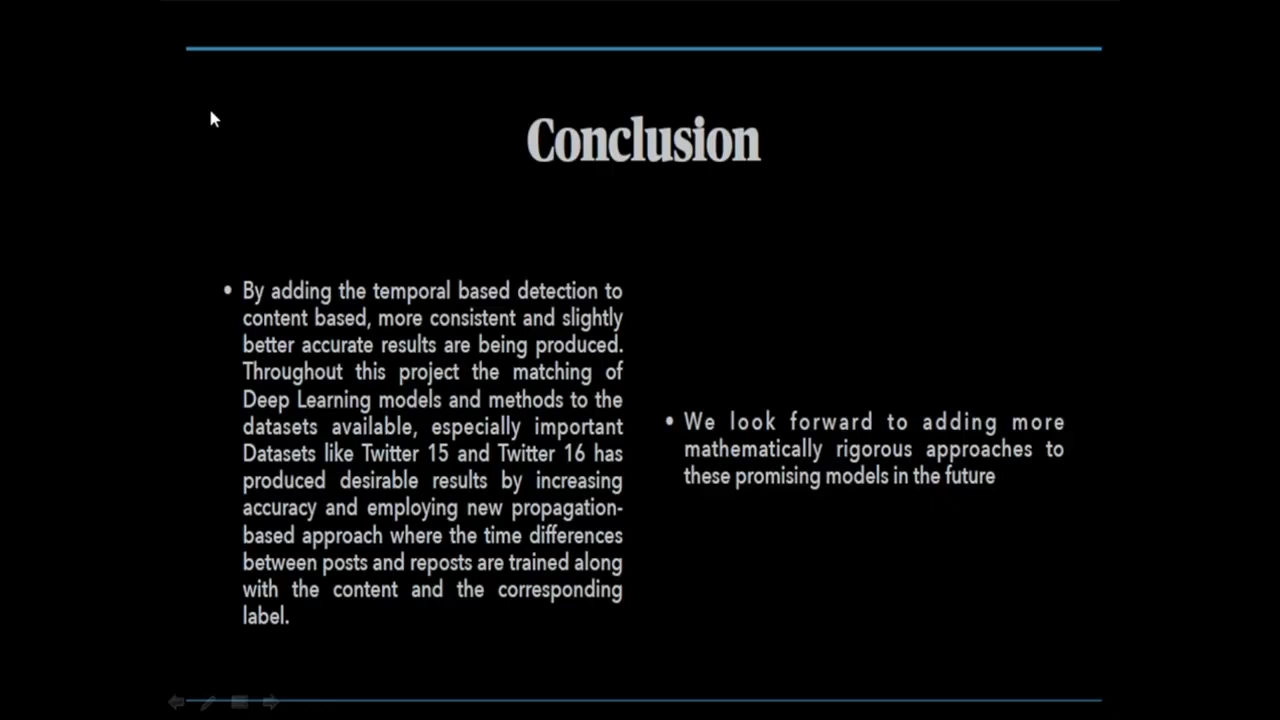 Conclusion
• By adding the temporal based detection to
content based, more consistent and slightly
better accurate results are being produced.
Throughout this project the matching of
Deep Learning models and methods to the
datasets available, especially important
Datasets like Twitter 15 and Twitter 16 has
produced desirable results by increasing
accuracy and employing new propagation-
based approach where the time differences
between posts and reposts are trained along
with the content and the corresponding
label.
• We look forward to adding more
mathematically rigorous approaches to
these promising models in the future